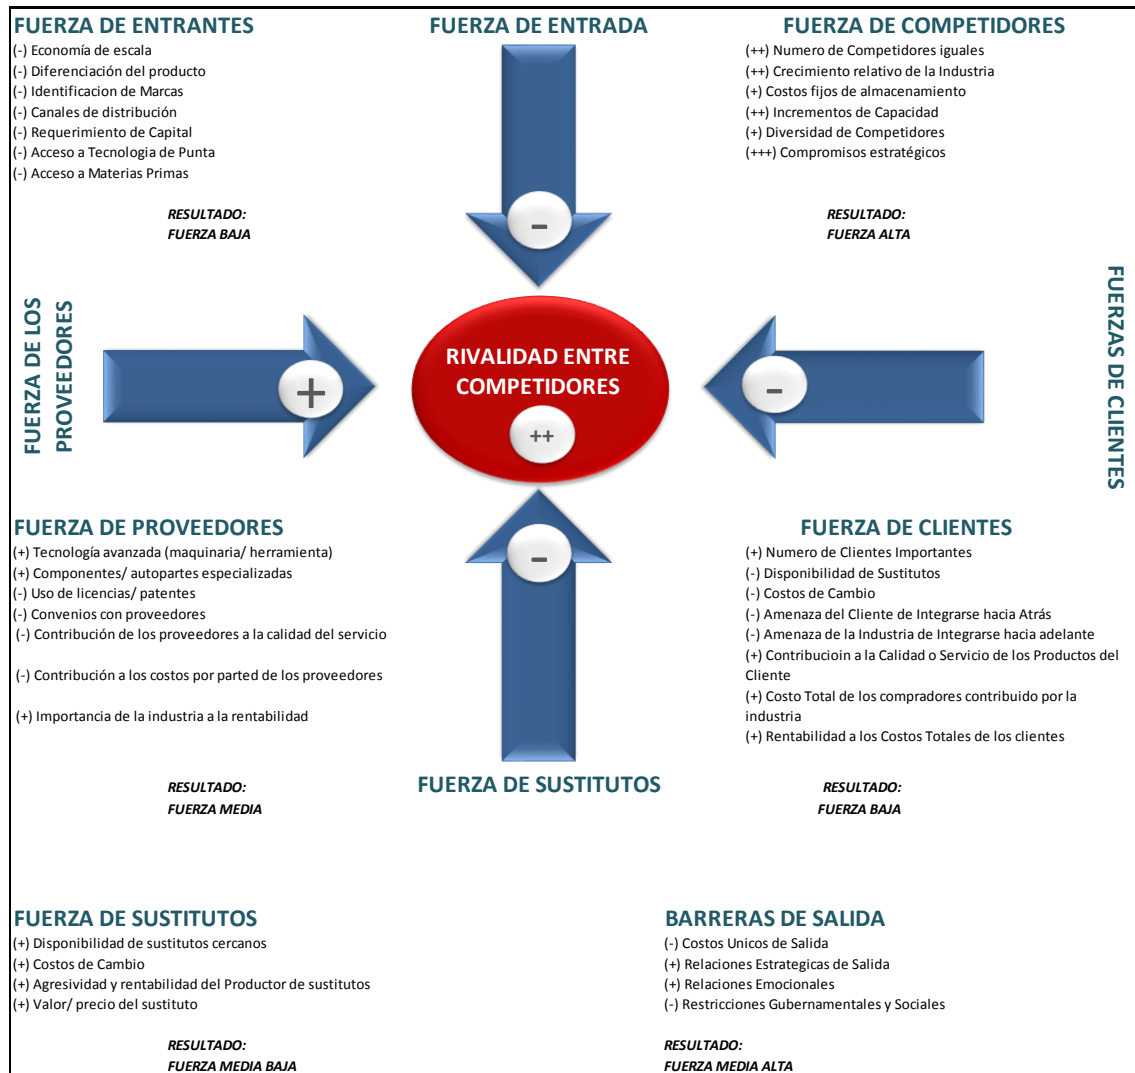 FUERZA DE ENTRANTES
(-) Economía de escala
(-) Diferenciación del producto
(-) Identificacion de Marcas
(-) Canales de distribución
(-) Requerimiento de Capital
(-) Acceso a Tecnologia de Punta
(-) Acceso a Materias Primas
RESULTADO:
FUERZA BAJA
FUERZA DE ENTRADA
-
FUERZA DE COMPETIDORES
(++) Numero de Competidores iguales
(++) Crecimiento relativo de la Industria
(+) Costos fijos de almacenamiento
(++) Incrementos de Capacidad
(+) Diversidad de Competidores
(+++) Compromisos estratégicos
RESULTADO:
FUERZA ALTA
FUERZA DE LOS
PROVEEDORES
+
RIVALIDAD ENTRE
COMPETIDORES
++
-
FUERZAS DE CLIENTES
FUERZA DE PROVEEDORES
(+) Tecnología avanzada (maquinaria/ herramienta)
(+) Componentes/ autopartes especializadas
(-) Uso de licencias/ patentes
(-) Convenios con proveedores
(-) Contribución de los proveedores a la calidad del servicio
(-) Contribución a los costos por parted de los proveedores
(+) Importancia de la industria a la rentabilidad
RESULTADO:
FUERZA MEDIA
-
FUERZA DE SUSTITUTOS
FUERZA DE CLIENTES
(+) Numero de Clientes Importantes
(-) Disponibilidad de Sustitutos
(-) Costos de Cambio
(-) Amenaza del Cliente de Integrarse hacia Atrás
(-) Amenaza de la Industria de Integrarse hacia adelante
(+) Contribucioin a la Calidad o Servicio de los Productos del
Cliente
(+) Costo Total de los compradores contribuido por la
industria
(+) Rentabilidad a los Costos Totales de los clientes
RESULTADO:
FUERZA BAJA
FUERZA DE SUSTITUTOS
(+) Disponibilidad de sustitutos cercanos
(+) Costos de Cambio
(+) Agresividad y rentabilidad del Productor de sustitutos
(+) Valor/ precio del sustituto
RESULTADO:
FUERZA MEDIA BAJA
BARRERAS DE SALIDA
(-) Costos Unicos de Salida
(+) Relaciones Estrategicas de Salida
(+) Relaciones Emocionales
(-) Restricciones Gubernamentales y Sociales
RESULTADO:
FUERZA MEDIA ALTA